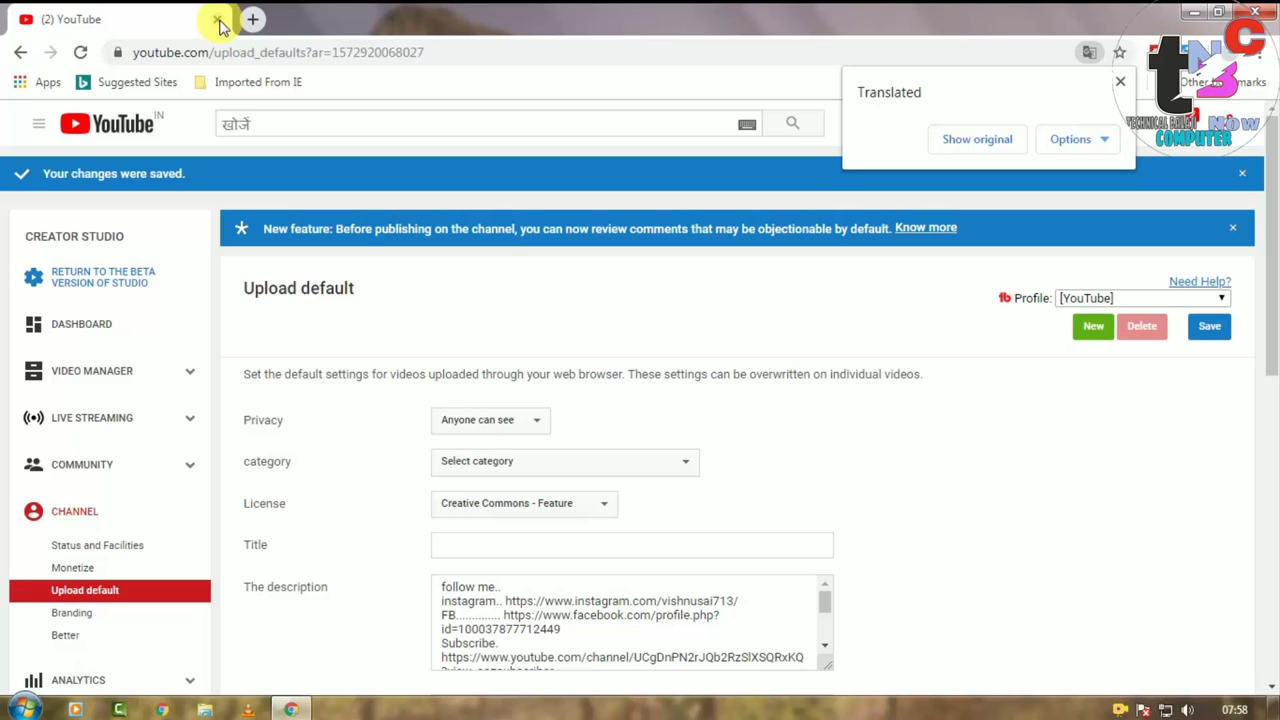 (2) YouTube
youtube.com/upload_defaults?ar=1572920068027
Apps
Suggested Sites
Imported From IE
Other bookmarks
Translated
Show original
Options
TNC
TB
TECHNICAL BALAJI
Now
COMPUTER
YouTube IN
खोजें
Your changes were saved.
CREATOR STUDIO
RETURN TO THE BETA
VERSION OF STUDIO
DASHBOARD
VIDEO MANAGER
LIVE STREAMING
COMMUNITY
CHANNEL
Status and Facilities
Monetize
Upload default
Branding
Better
ANALYTICS
New feature: Before publishing on the channel, you can now review comments that may be objectionable by default. Know more
Upload default
Need Help?
Profile: [YouTube]
New
Delete
Save
Set the default settings for videos uploaded through your web browser. These settings can be overwritten on individual videos.
Privacy
Anyone can see
category
Select category
License
Creative Commons - Feature
Title
The description
follow me..
instagram.. https://www.instagram.com/vishnusai713/
FB............. https://www.facebook.com/profile.php?
id=100037877712449
Subscribe.
https://www.youtube.com/channel/UCgDnPN2rJQb2RzSlXSQRxKQ
07:58